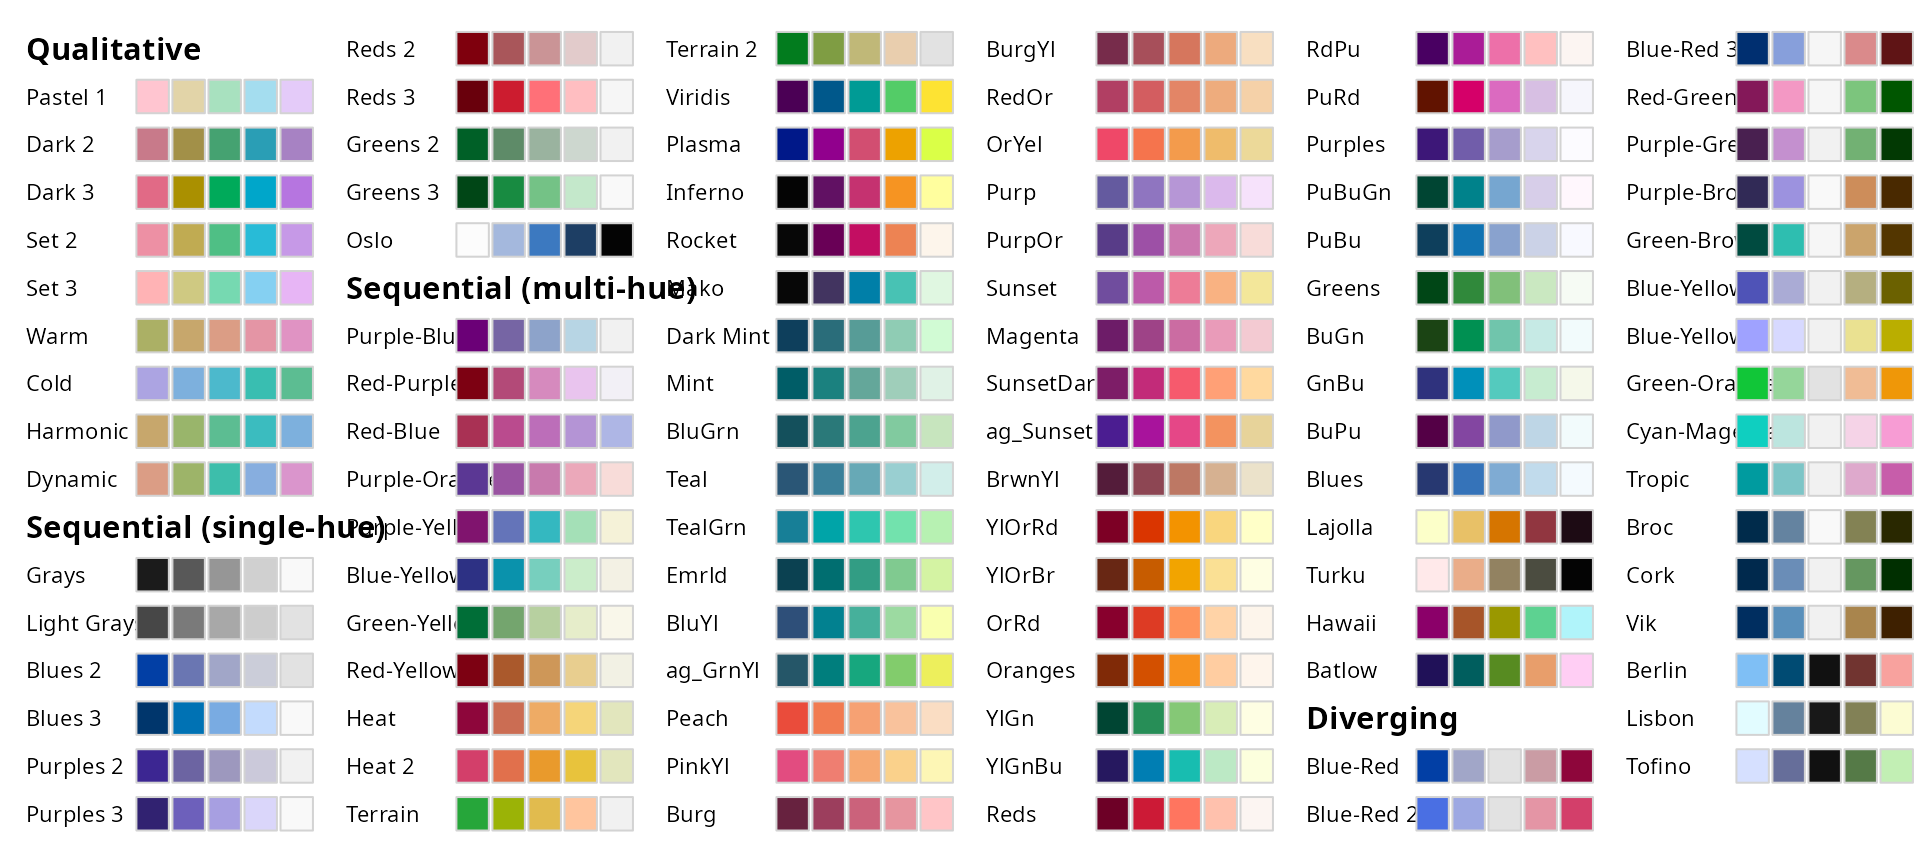 Qualitative
Pastel 1
Dark 2
Dark 3
Set 2
Set 3
Warm
Cold
Harmonic
Dynamic
Sequential (single-hue)
Grays
Light Grays
Blues 2
Blues 3
Purples 2
Purples 3
Reds 2
Reds 3
Greens 2
Greens 3
Oslo
Sequential (multi-hue)
Purple-Blu
Red-Purple
Red-Blue
Purple-Ora
Purple-Yell
Blue-Yellow
Green-Yell
Red-Yellow
Heat
Heat 2
Terrain
Terrain 2
Viridis
Plasma
Inferno
Rocket
Mako
Dark Mint
Mint
BluGrn
Teal
TealGrn
Emrld
BluYl
ag_GrnYl
Peach
PinkYl
Burg
BurgYl
RedOr
OrYel
Purp
PurpOr
Sunset
Magenta
SunsetDar
ag_Sunset
BrwnYl
YlOrRd
YlOrBr
OrRd
Oranges
YlGn
YlGnBu
Reds
RdPu
PuRd
Purples
PuBuGn
PuBu
Greens
BuGn
GnBu
BuPu
Blues
Lajolla
Turku
Hawaii
Batlow
Diverging
Blue-Red
Blue-Red 2
Blue-Red 3
Red-Green
Purple-Gre
Purple-Bro
Green-Bro
Blue-Yellow
Blue-Yellow
Green-Ora
Cyan-Mage
Tropic
Broc
Cork
Vik
Berlin
Lisbon
Tofino